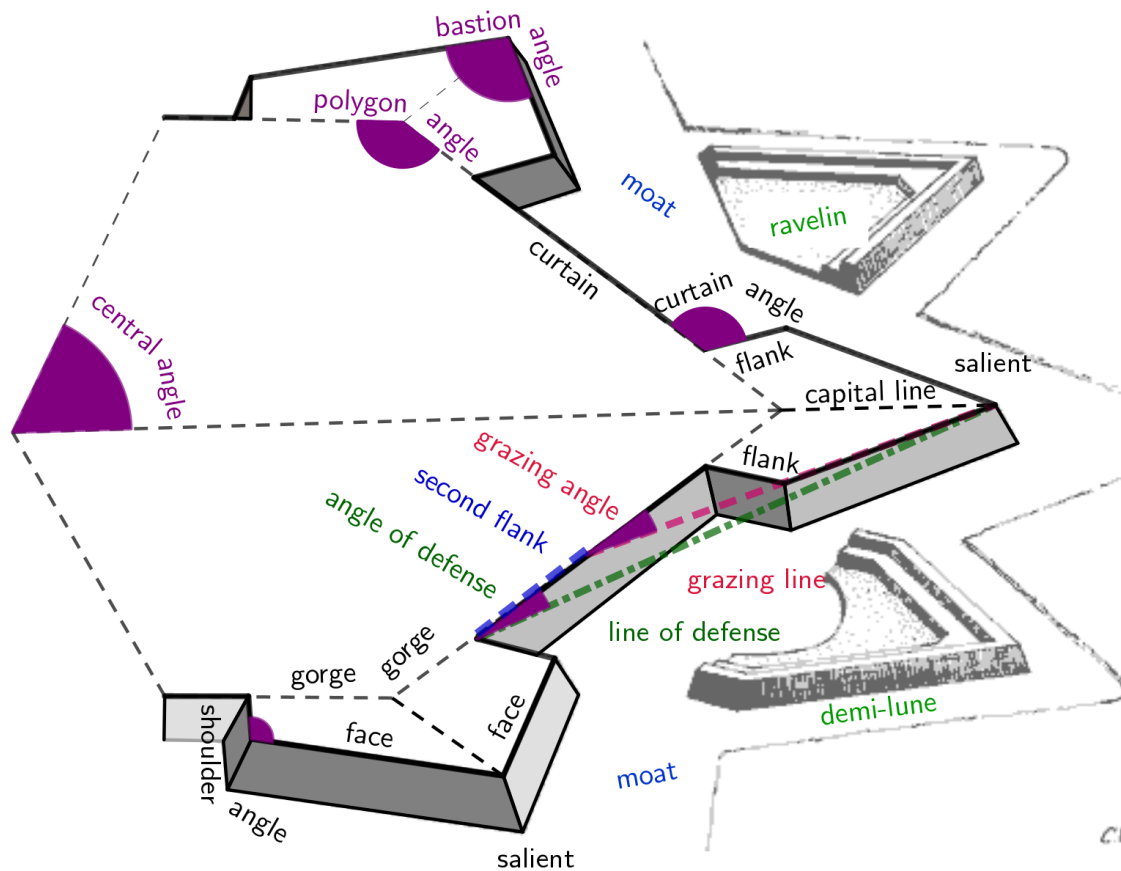 bastion angle
polygon angle
moat
ravelin
curtain
curtain angle
central angle
flank
salient
capital line
flank
grazing angle
second flank
angle of defense
grazing line
line of defense
gorge
gorge
demi-lune
shoulder angle
face
face
moat
salient